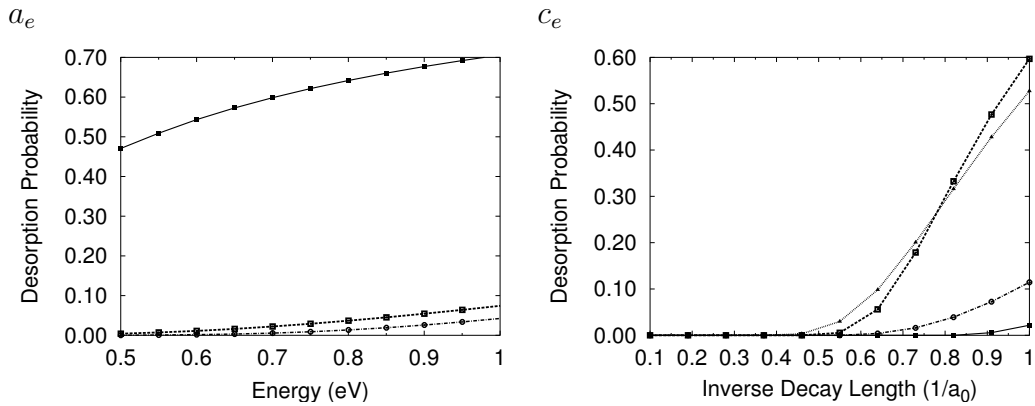 a_e
c_e
Desorption Probability
0.70
0.60
0.50
0.40
0.30
0.20
0.10
0.00
0.5 0.6 0.7 0.8 0.9 1
Energy (eV)
Desorption Probability
0.60
0.50
0.40
0.30
0.20
0.10
0.00
0.1 0.2 0.3 0.4 0.5 0.6 0.7 0.8 0.9 1
Inverse Decay Length (1/a_0)